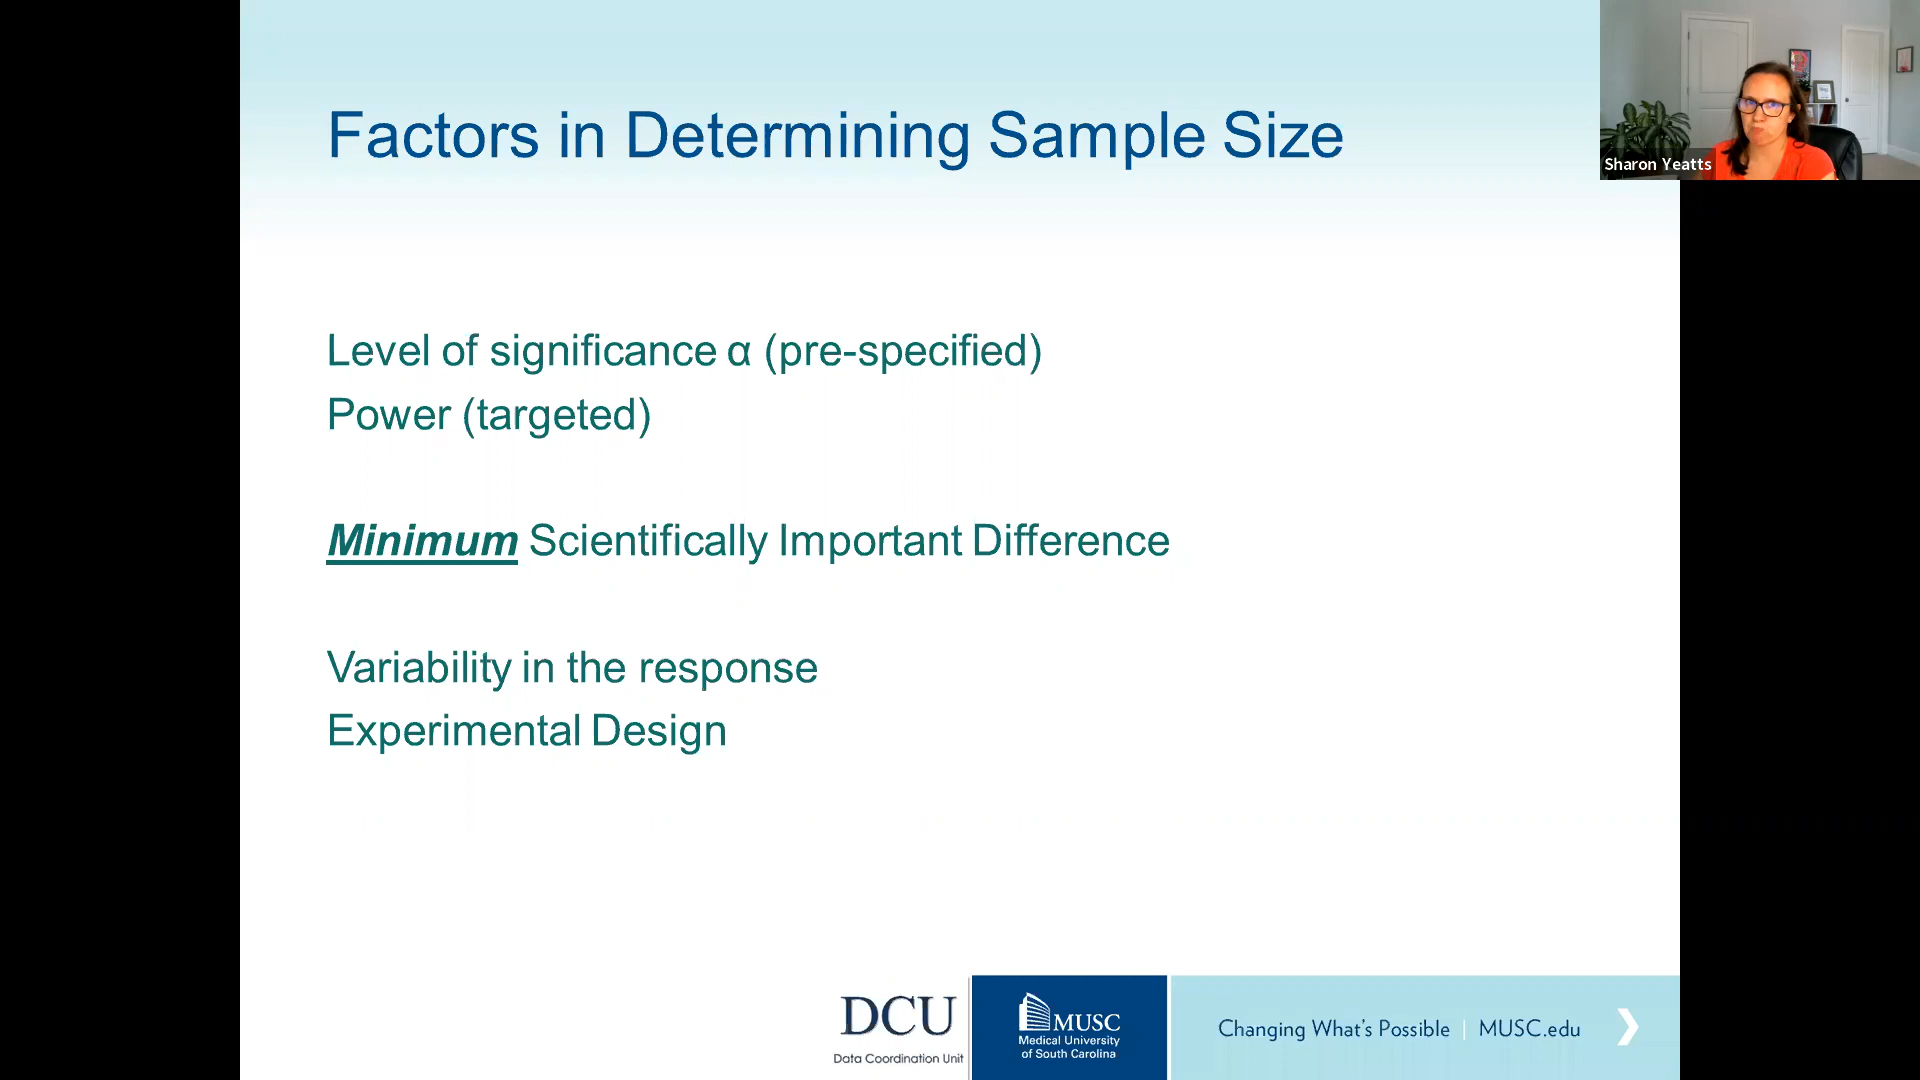 Factors in Determining Sample Size
Sharon Yeatts
Level of significance α (pre-specified)
Power (targeted)
Minimum Scientifically Important Difference
Variability in the response
Experimental Design
DCU
Data Coordination Unit
MUSC
Medical University
of South Carolina
Changing What's Possible | MUSC.edu